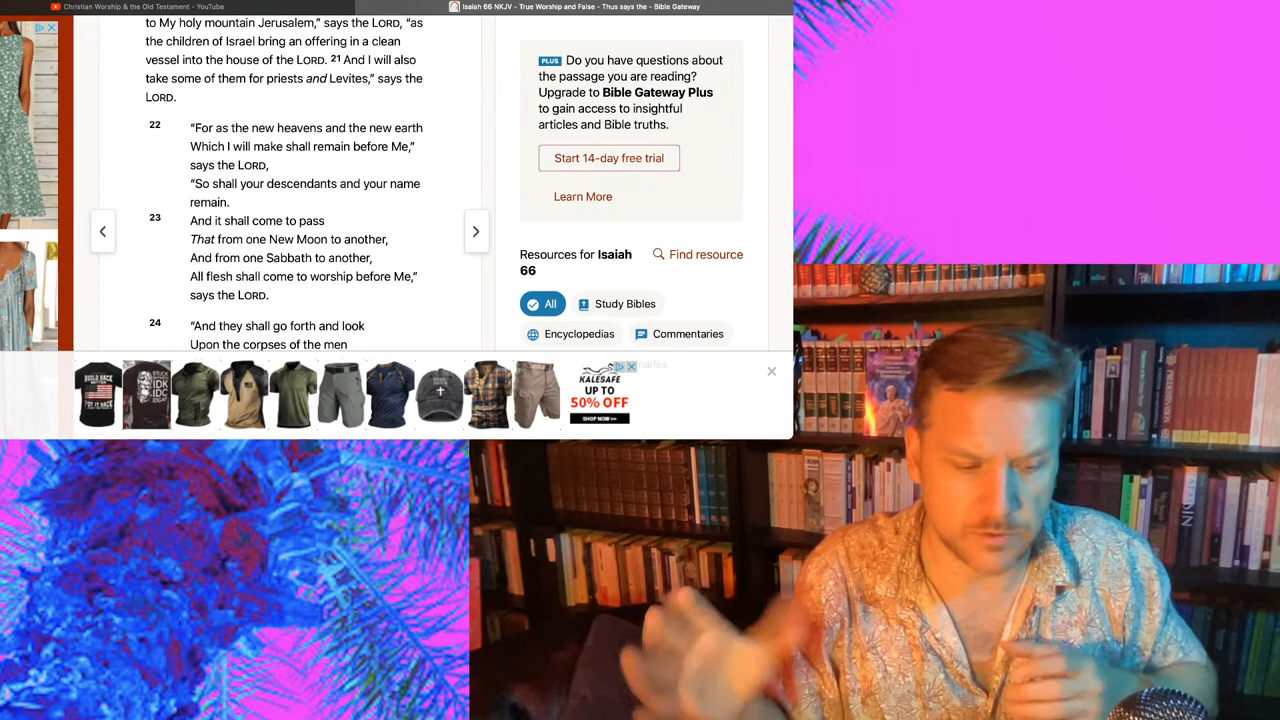 Christian Worship & the Old Testament - YouTube
Isaiah 66 NKJV - True Worship and False - Thus says the - Bible Gateway
to My holy mountain Jerusalem,” says the LORD, “as
the children of Israel bring an offering in a clean
vessel into the house of the LORD. 21 And I will also
take some of them for priests and Levites,” says the
LORD.
22 “For as the new heavens and the new earth
Which I will make shall remain before Me,”
says the LORD,
“So shall your descendants and your name
remain.
23 And it shall come to pass
That from one New Moon to another,
And from one Sabbath to another,
All flesh shall come to worship before Me,”
says the LORD.
24 “And they shall go forth and look
Upon the corpses of the men
PLUS Do you have questions about
the passage you are reading?
Upgrade to Bible Gateway Plus
to gain access to insightful
articles and Bible truths.
Start 14-day free trial
Learn More
Resources for Isaiah
66
Find resource
All
Study Bibles
Encyclopedias
Commentaries
KALESAFE
UP TO
50% OFF
SHOP NOW >>